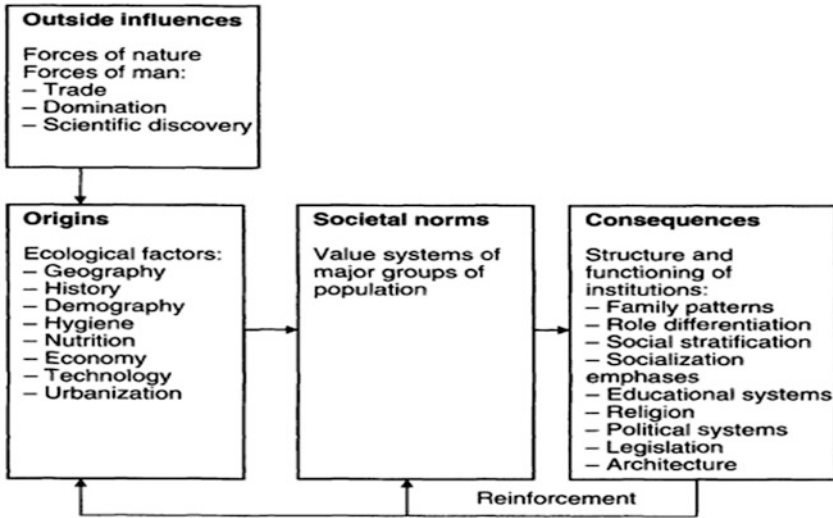 Outside influences
Forces of nature
Forces of man:
– Trade
– Domination
– Scientific discovery
Origins
Ecological factors:
– Geography
– History
– Demography
– Hygiene
– Nutrition
– Economy
– Technology
– Urbanization
Societal norms
Value systems of
major groups of
population
Consequences
Structure and
functioning of
institutions:
– Family patterns
– Role differentiation
– Social stratification
– Socialization
emphases
– Educational systems
– Religion
– Political systems
– Legislation
– Architecture
Reinforcement